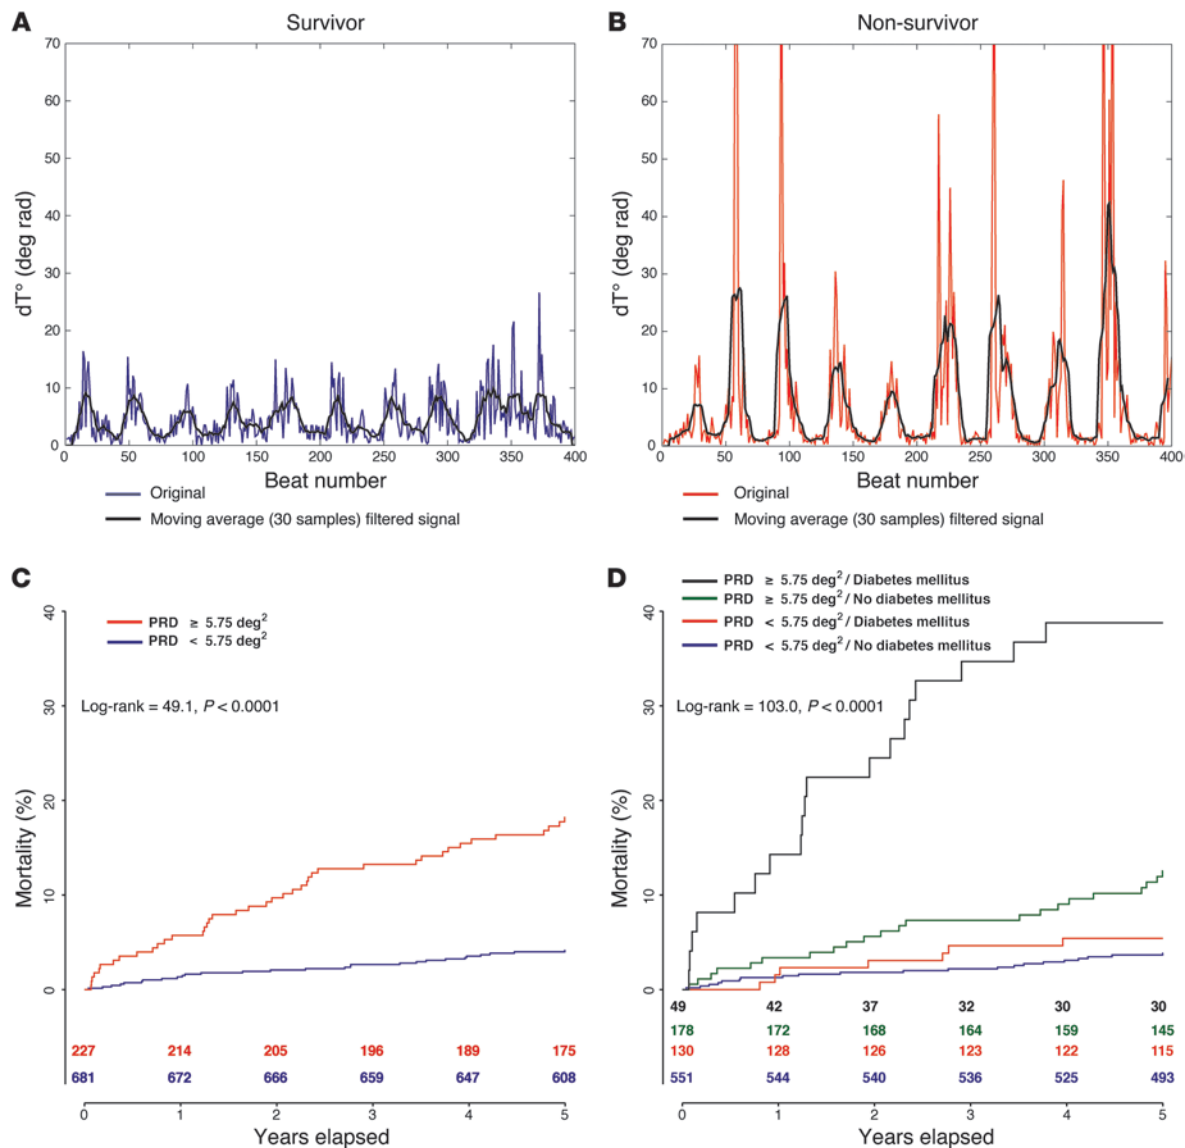 A Survivor
70
60
50
40
30
20
10
0
dT° (deg rad)
0 50 100 150 200 250 300 350 400
Beat number
Original
Moving average (30 samples) filtered signal
B Non-survivor
70
60
50
40
30
20
10
0
dT° (deg rad)
0 50 100 150 200 250 300 350 400
Beat number
Original
Moving average (30 samples) filtered signal
C
PRD ≥ 5.75 deg²
PRD < 5.75 deg²
Log-rank = 49.1, P < 0.0001
40
30
20
10
0
Mortality (%)
227 214 205 196 189 175
681 672 666 659 647 608
0 1 2 3 4 5
Years elapsed
D
PRD ≥ 5.75 deg² / Diabetes mellitus
PRD ≥ 5.75 deg² / No diabetes mellitus
PRD < 5.75 deg² / Diabetes mellitus
PRD < 5.75 deg² / No diabetes mellitus
Log-rank = 103.0, P < 0.0001
40
30
20
10
0
Mortality (%)
49 42 37 32 30 30
178 172 168 164 159 145
130 128 126 123 122 115
551 544 540 536 525 493
0 1 2 3 4 5
Years elapsed